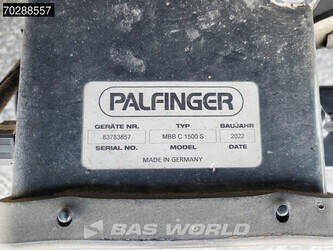 70288557
PALFINGER
GERÄTE NR. TYP BAUJAHR
83783857 MBB C 1500 S 2022
SERIAL NO. MODEL DATE
MADE IN GERMANY
BAS WORLD